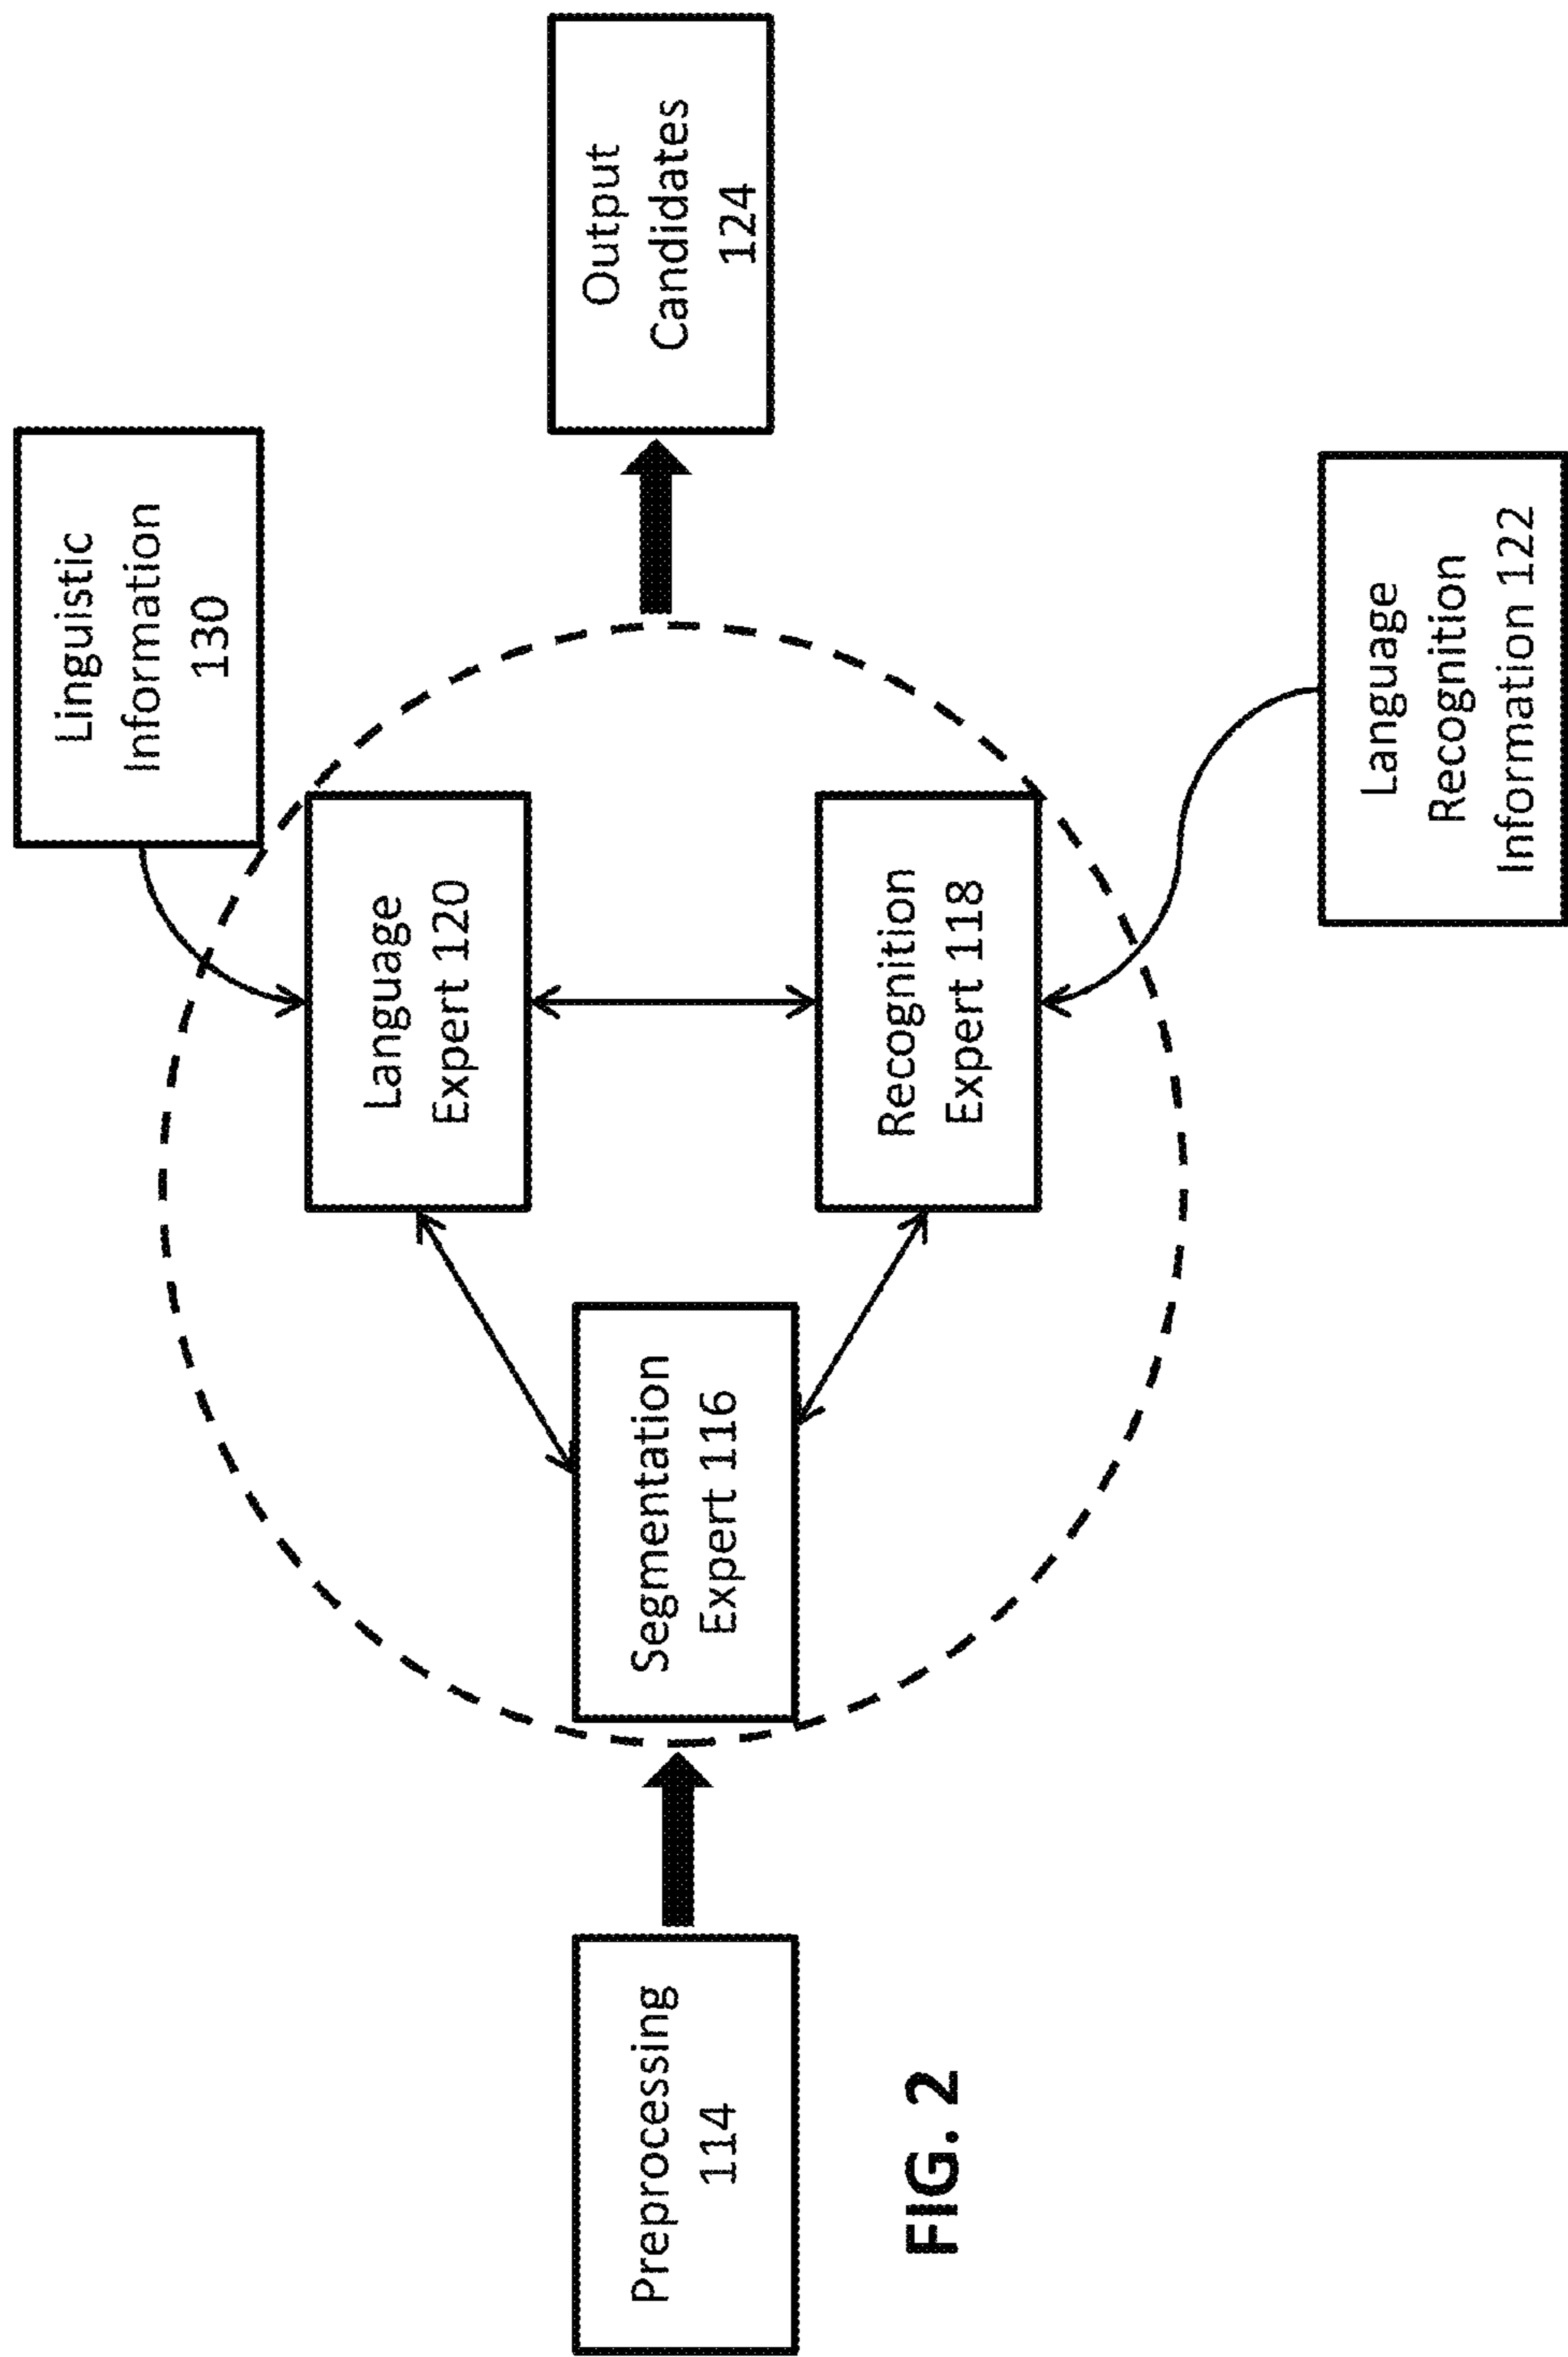 Preprocessing
114
Segmentation
Expert 116
Language
Expert 120
Recognition
Expert 118
Linguistic
Information
130
Language
Recognition
Information 122
Output
Candidates
124
FIG. 2